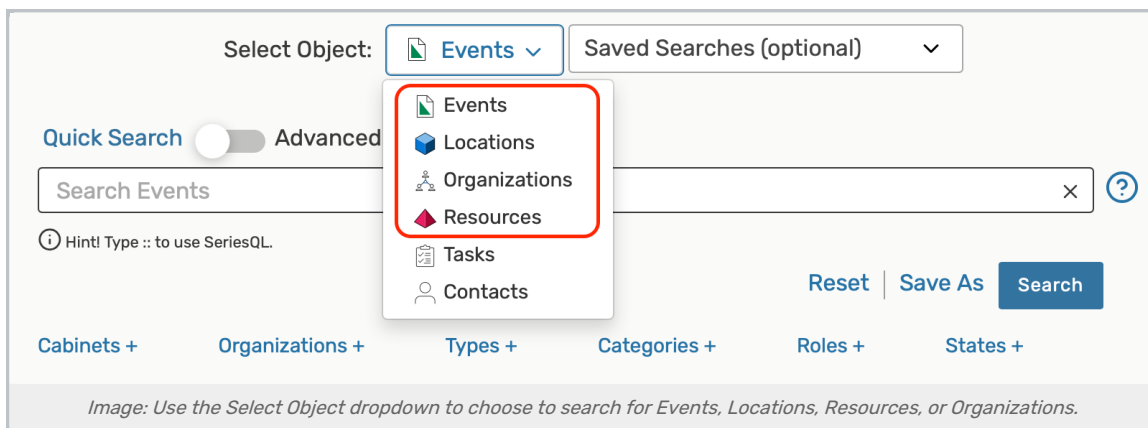 Select Object: Events Saved Searches (optional)
Events
Quick Search Advanced Locations
Organizations
Search Events
Resources
Hint! Type :: to use SeriesQL.
Tasks
Contacts
Reset Save As Search
Cabinets + Organizations + Types + Categories + Roles + States +
Image: Use the Select Object dropdown to choose to search for Events, Locations, Resources, or Organizations.